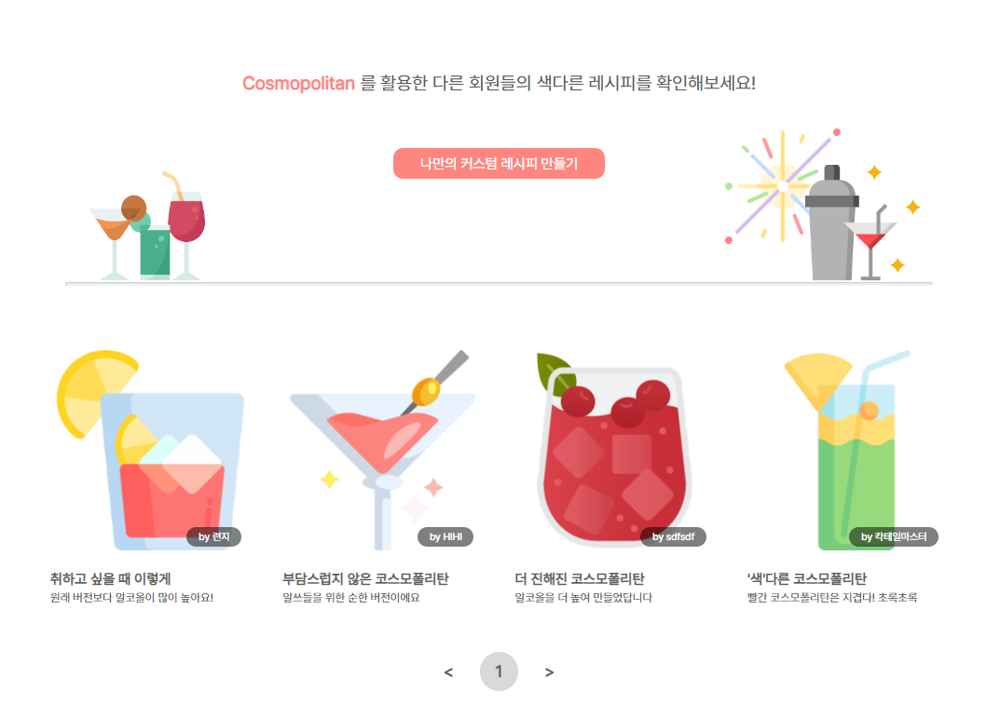 Cosmopolitan 를 활용한 다른 회원들의 색다른 레시피를 확인해보세요!
나만의 커스텀 레시피 만들기
by 련지
by HIHI
by sdfsdf
by 칵테일마스터
취하고 싶을 때 이렇게
원래 버전보다 알코올이 많이 높아요!
부담스럽지 않은 코스모폴리탄
알쓰들을 위한 순한 버전이에요
더 진해진 코스모폴리탄
알코올을 더 높여 만들었답니다
'색'다른 코스모폴리탄
빨간 코스모폴리탄은 지겹다! 초록초록
< 1 >